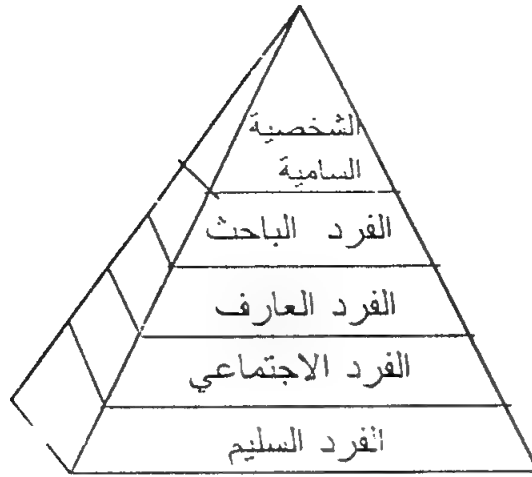 الشخصية
السامية
الفرد الباحث
الفرد العارف
الفرد الاجتماعي
الفرد السليم